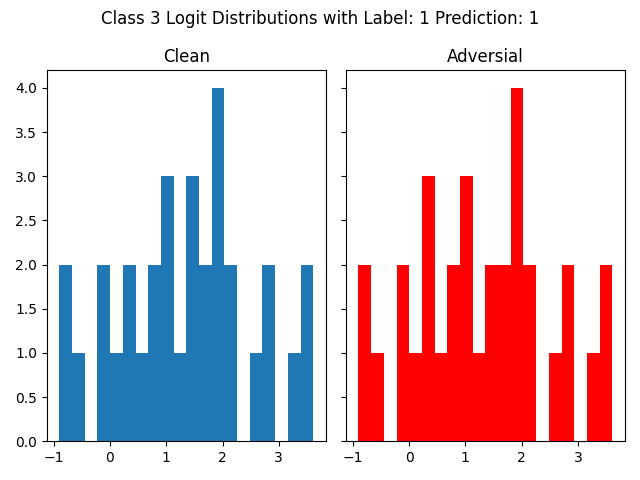 Class 3 Logit Distributions with Label: 1 Prediction: 1
Clean
Adversial
4.0
3.5
3.0
2.5
2.0
1.5
1.0
0.5
0.0
−1 0 1 2 3
−1 0 1 2 3